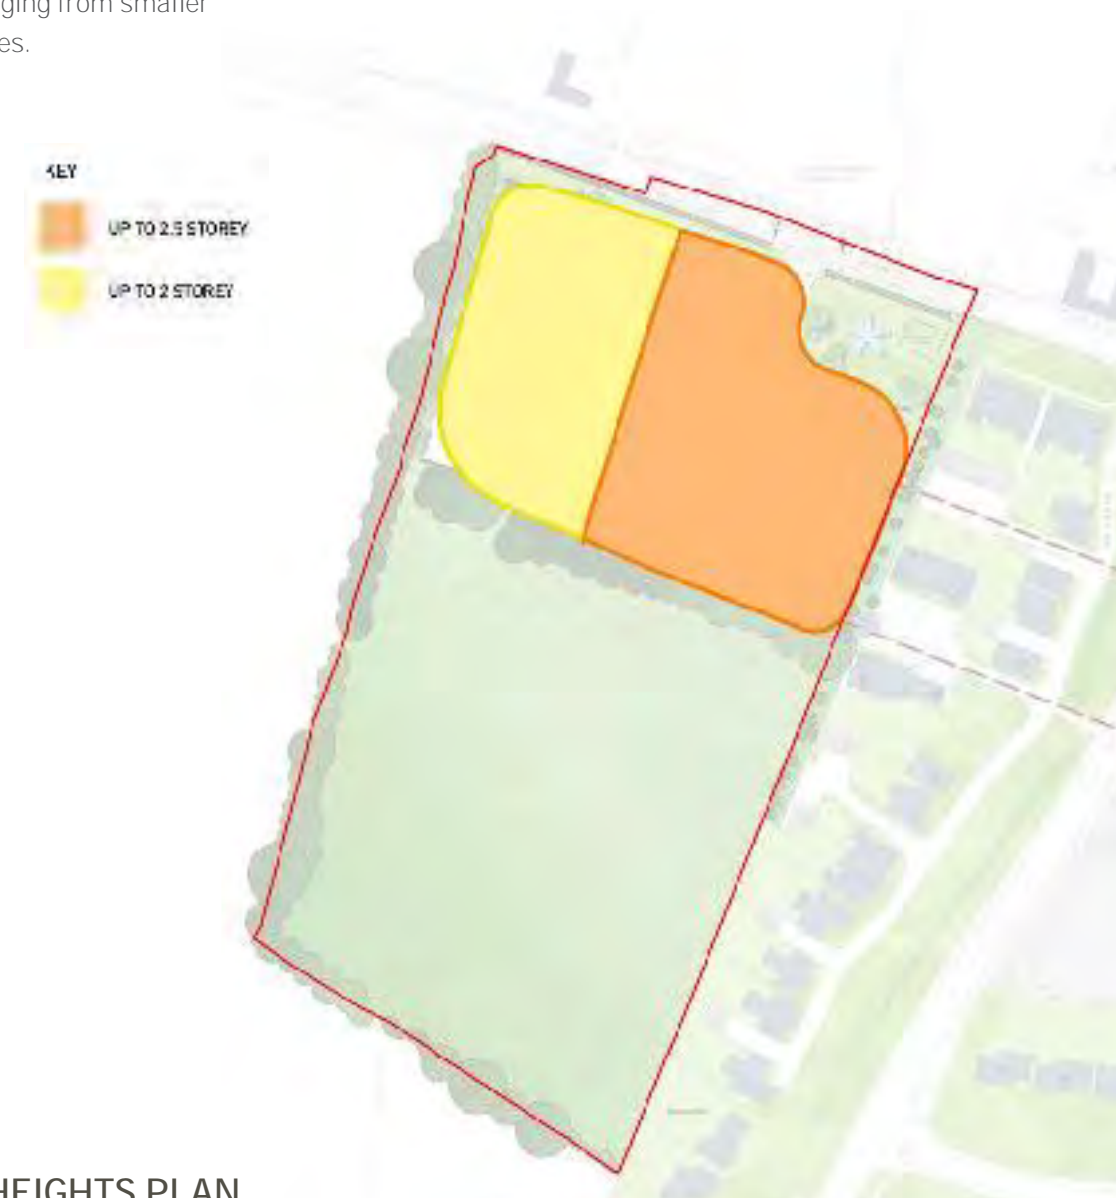 ging from smaller
es.
KEY
UP TO 2.5 STOREY
UP TO 2 STOREY
HEIGHTS PLAN